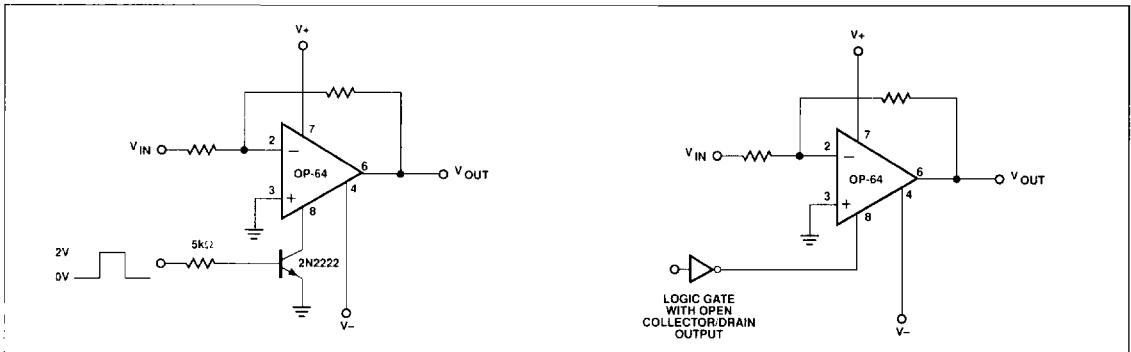 V+
7
2
V IN
OP-64
6
V OUT
3
4
8
5kΩ
2V
0V
2N2222
V–
V+
7
2
V IN
OP-64
6
V OUT
3
4
8
LOGIC GATE
WITH OPEN
COLLECTOR/DRAIN
OUTPUT
V–